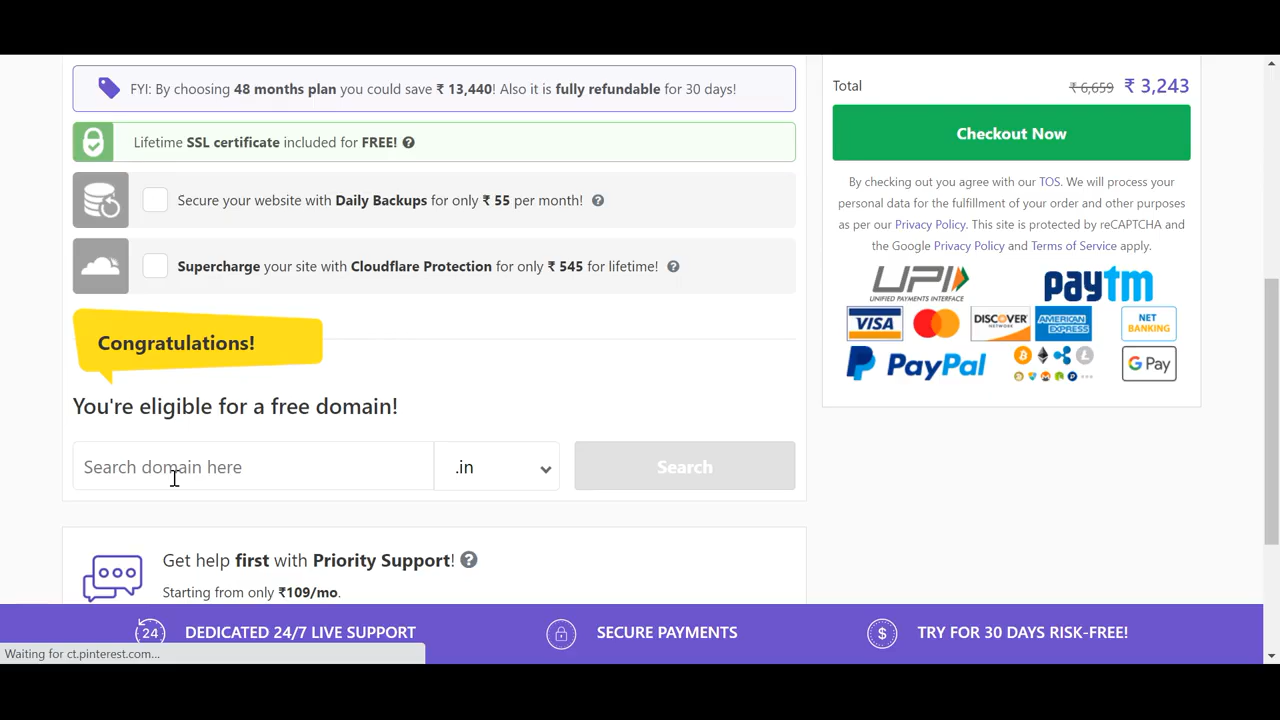 FYI: By choosing 48 months plan you could save ₹ 13,440! Also it is fully refundable for 30 days!
Lifetime SSL certificate included for FREE! ?
Secure your website with Daily Backups for only ₹ 55 per month! ?
Supercharge your site with Cloudflare Protection for only ₹ 545 for lifetime! ?
Congratulations!
You're eligible for a free domain!
Search domain here
.in
Search
Get help first with Priority Support! ?
Starting from only ₹109/mo.
Total ₹ 6,659 ₹ 3,243
Checkout Now
By checking out you agree with our TOS. We will process your
personal data for the fulfillment of your order and other purposes
as per our Privacy Policy. This site is protected by reCAPTCHA and
the Google Privacy Policy and Terms of Service apply.
UPI
UNIFIED PAYMENTS INTERFACE
paytm
VISA
MasterCard
DISCOVER
NETWORK
AMERICAN
EXPRESS
NET
BANKING
PayPal
G Pay
24 DEDICATED 24/7 LIVE SUPPORT
SECURE PAYMENTS
$ TRY FOR 30 DAYS RISK-FREE!
Waiting for ct.pinterest.com...